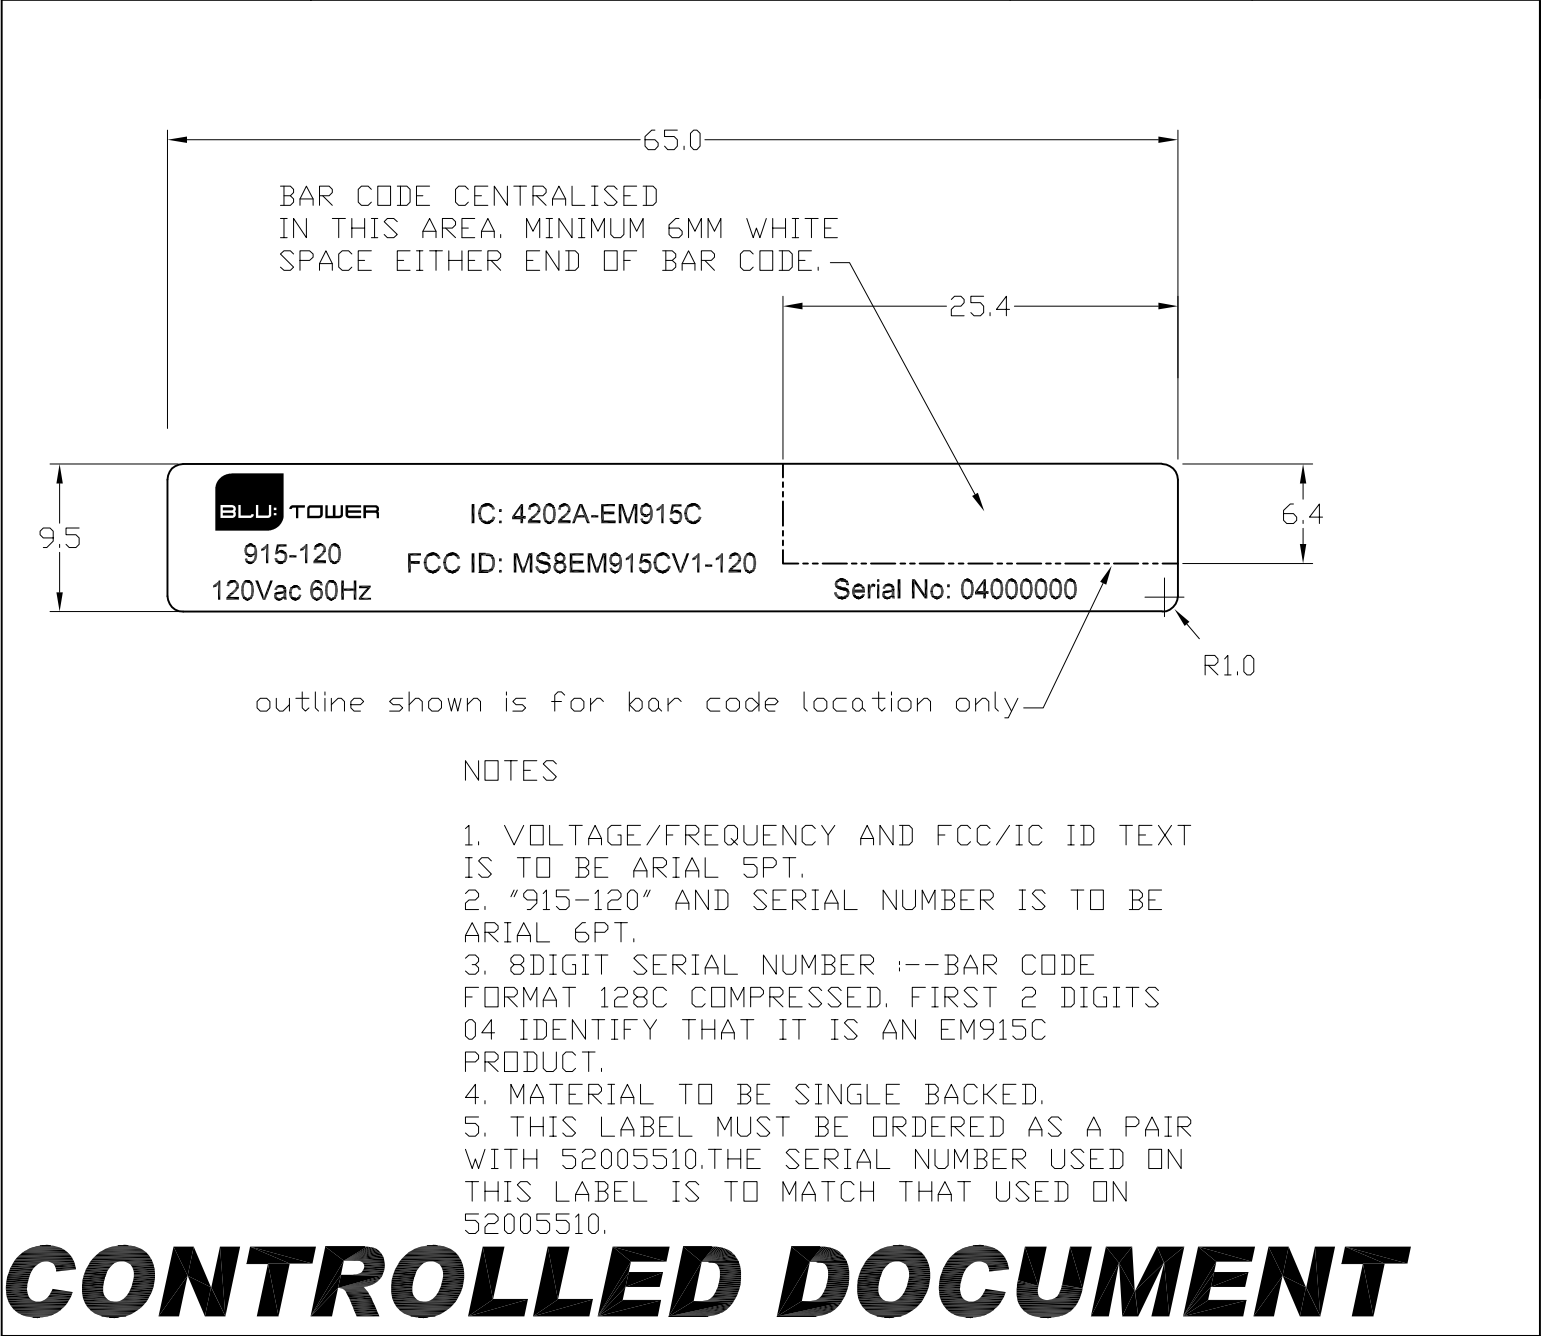 65.0
BAR CODE CENTRALISED
IN THIS AREA. MINIMUM 6MM WHITE
SPACE EITHER END OF BAR CODE.
25.4
9.5
6.4
BLU: TOWER
915-120
120Vac 60Hz
IC: 4202A-EM915C
FCC ID: MS8EM915CV1-120
Serial No: 04000000
R1.0
outline shown is for bar code location only
NOTES
1. VOLTAGE/FREQUENCY AND FCC/IC ID TEXT
IS TO BE ARIAL 5PT.
2. "915-120" AND SERIAL NUMBER IS TO BE
ARIAL 6PT.
3. 8DIGIT SERIAL NUMBER :--BAR CODE
FORMAT 128C COMPRESSED. FIRST 2 DIGITS
04 IDENTIFY THAT IT IS AN EM915C
PRODUCT.
4. MATERIAL TO BE SINGLE BACKED.
5. THIS LABEL MUST BE ORDERED AS A PAIR
WITH 52005510.THE SERIAL NUMBER USED ON
THIS LABEL IS TO MATCH THAT USED ON
52005510.
CONTROLLED DOCUMENT